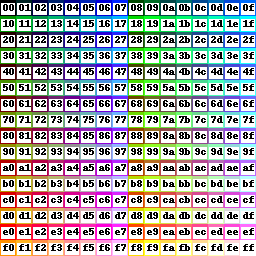 00 01 02 03 04 05 06 07 08 09 0a 0b 0c 0d 0e 0f
10 11 12 13 14 15 16 17 18 19 1a 1b 1c 1d 1e 1f
20 21 22 23 24 25 26 27 28 29 2a 2b 2c 2d 2e 2f
30 31 32 33 34 35 36 37 38 39 3a 3b 3c 3d 3e 3f
40 41 42 43 44 45 46 47 48 49 4a 4b 4c 4d 4e 4f
50 51 52 53 54 55 56 57 58 59 5a 5b 5c 5d 5e 5f
60 61 62 63 64 65 66 67 68 69 6a 6b 6c 6d 6e 6f
70 71 72 73 74 75 76 77 78 79 7a 7b 7c 7d 7e 7f
80 81 82 83 84 85 86 87 88 89 8a 8b 8c 8d 8e 8f
90 91 92 93 94 95 96 97 98 99 9a 9b 9c 9d 9e 9f
a0 a1 a2 a3 a4 a5 a6 a7 a8 a9 aa ab ac ad ae af
b0 b1 b2 b3 b4 b5 b6 b7 b8 b9 ba bb bc bd be bf
c0 c1 c2 c3 c4 c5 c6 c7 c8 c9 ca cb cc cd ce cf
d0 d1 d2 d3 d4 d5 d6 d7 d8 d9 da db dc dd de df
e0 e1 e2 e3 e4 e5 e6 e7 e8 e9 ea eb ec ed ee ef
f0 f1 f2 f3 f4 f5 f6 f7 f8 f9 fa fb fc fd fe ff